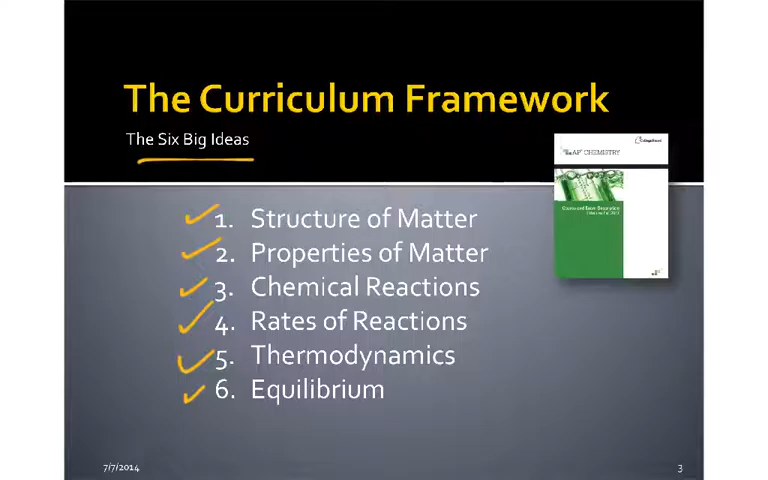 The Curriculum Framework
The Six Big Ideas
AP CHEMISTRY
1. Structure of Matter
2. Properties of Matter
3. Chemical Reactions
4. Rates of Reactions
5. Thermodynamics
6. Equilibrium
7/7/2014
3